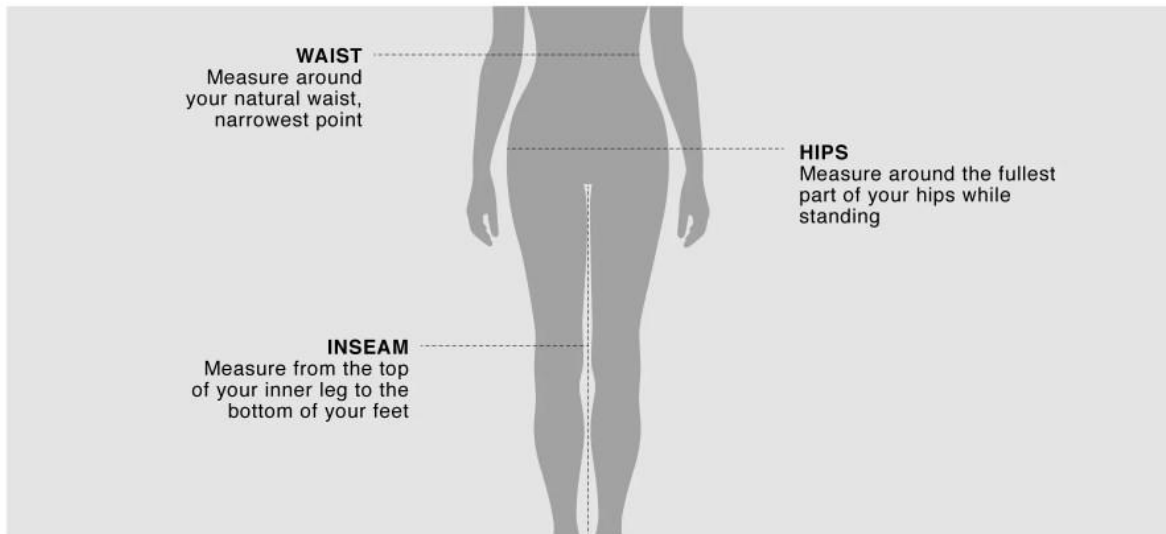 WAIST
Measure around
your natural waist,
narrowest point
HIPS
Measure around the fullest
part of your hips while
standing
INSEAM
Measure from the top
of your inner leg to the
bottom of your feet